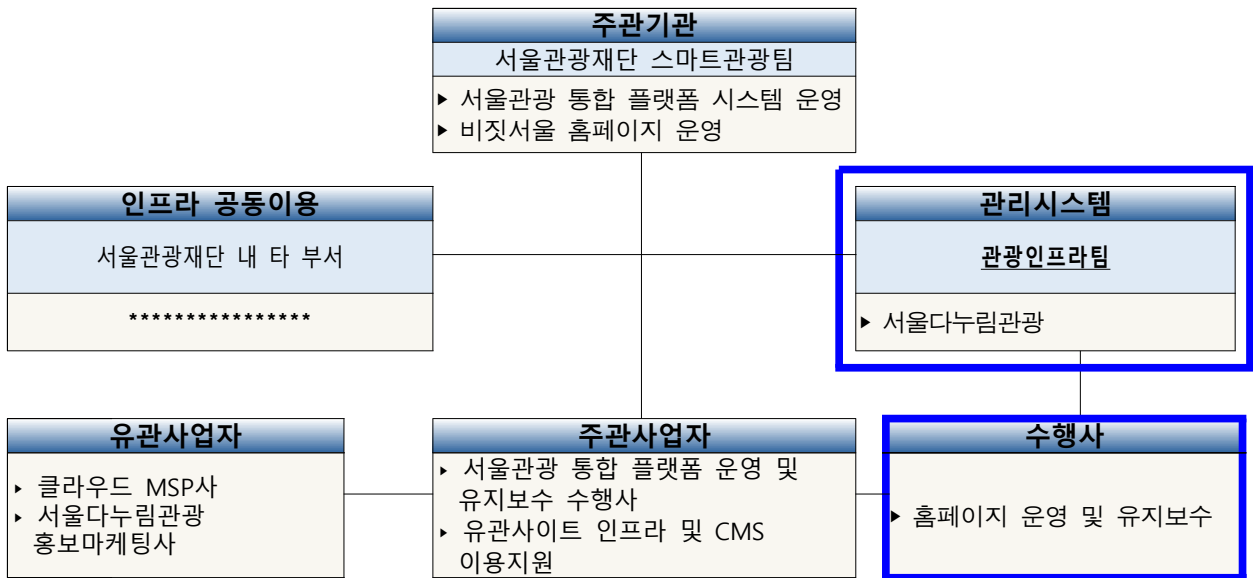 주관기관
서울관광재단 스마트관광팀
▶ 서울관광 통합 플랫폼 시스템 운영
▶ 비짓서울 홈페이지 운영
인프라 공동이용
서울관광재단 내 타 부서
****************
관리시스템
관광인프라팀
▶ 서울다누림관광
유관사업자
▶ 클라우드 MSP사
▶ 서울다누림관광
홍보마케팅사
주관사업자
▶ 서울관광 통합 플랫폼 운영 및
유지보수 수행사
▶ 유관사이트 인프라 및 CMS
이용지원
수행사
▶ 홈페이지 운영 및 유지보수